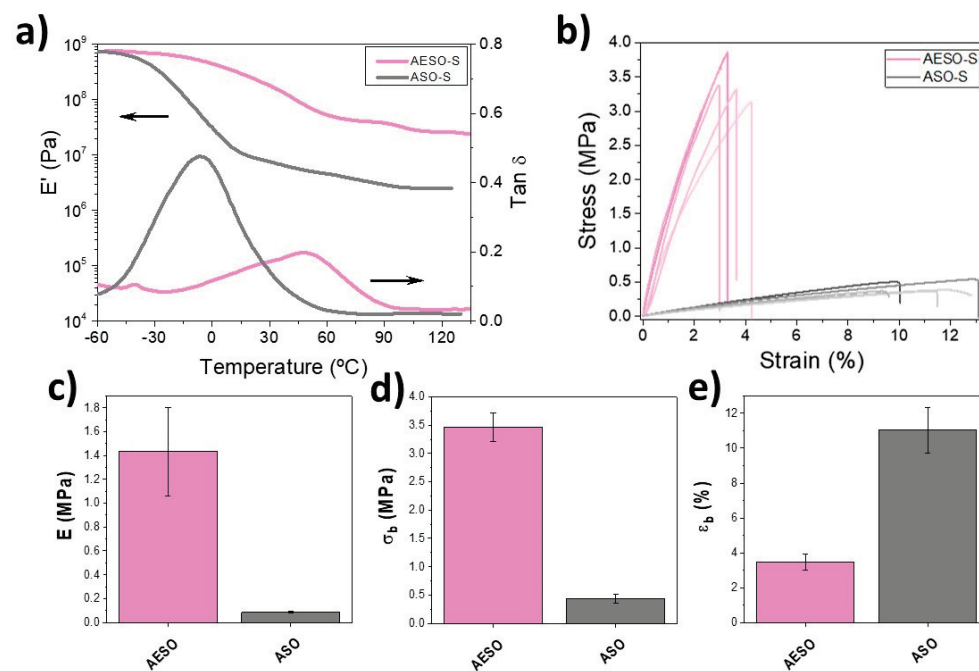 a)
10⁹
10⁸
10⁷
10⁶
10⁵
10⁴
E' (Pa)
-60 -30 0 30 60 90 120
Temperature (ºC)
0.8
0.6
0.4
0.2
0.0
Tan δ
AESO-S
ASO-S
b)
4.0
3.5
3.0
2.5
2.0
1.5
1.0
0.5
0.0
Stress (MPa)
0 2 4 6 8 10 12
Strain (%)
AESO-S
ASO-S
c)
1.8
1.6
1.4
1.2
1.0
0.8
0.6
0.4
0.2
0.0
E (MPa)
AESO ASO
d)
4.0
3.5
3.0
2.5
2.0
1.5
1.0
0.5
0.0
σb (MPa)
AESO ASO
e)
12
10
8
6
4
2
0
εb (%)
AESO ASO